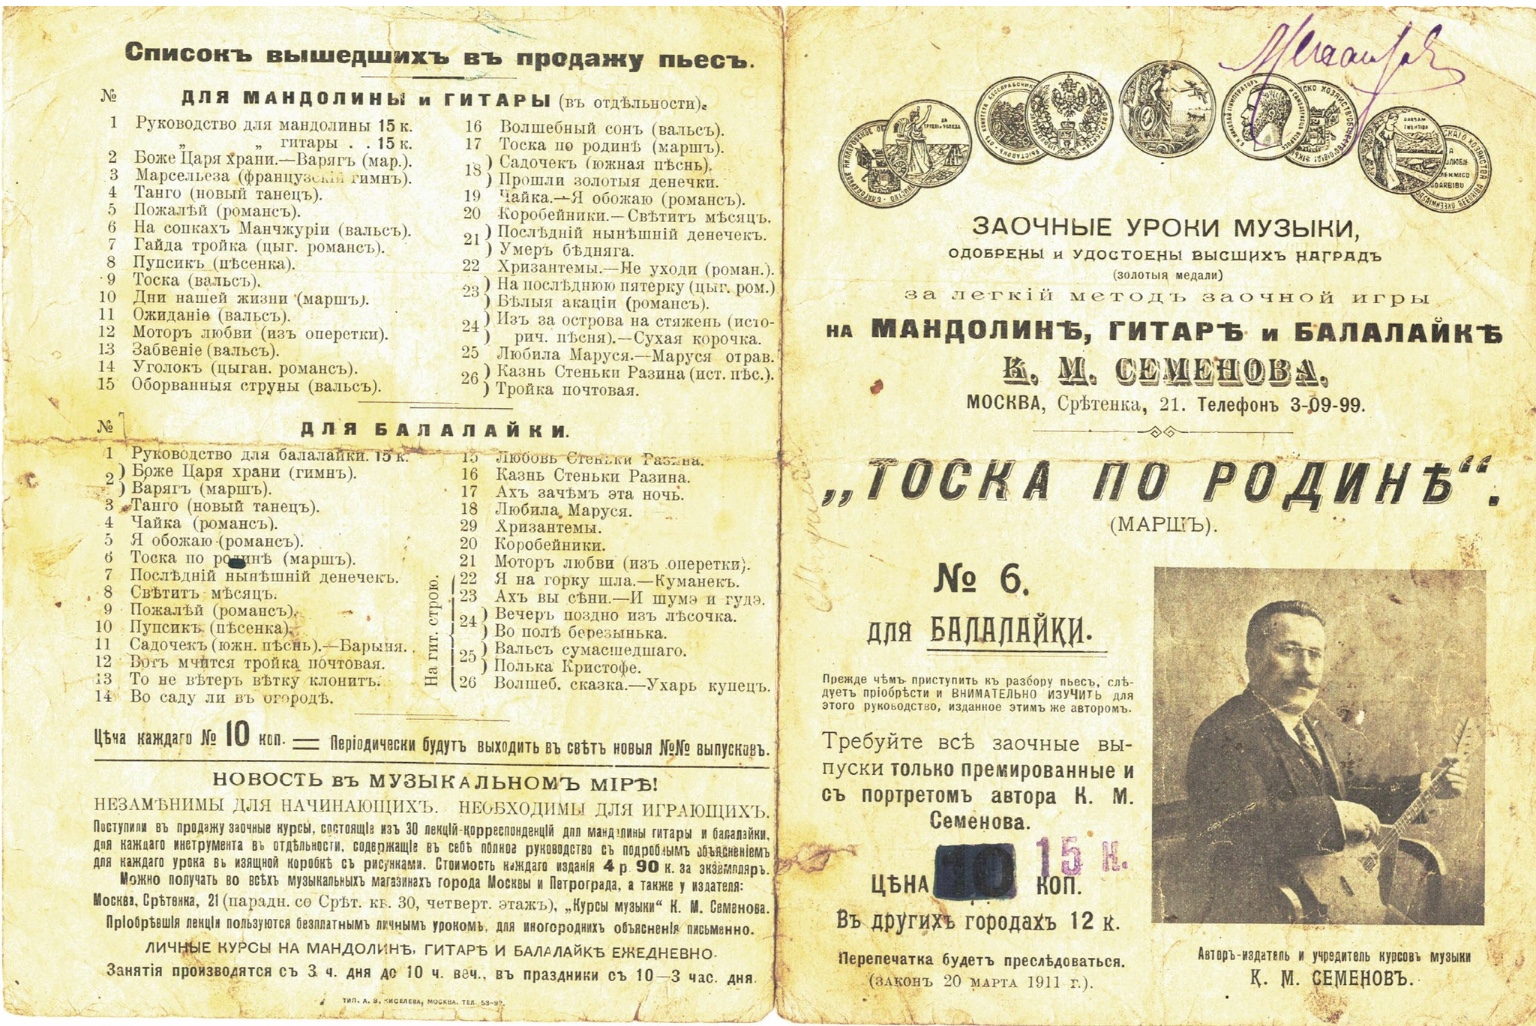 Списокъ вышедшихъ въ продажу пьесъ.
№ ДЛЯ МАНДОЛИНЫ и ГИТАРЫ (въ отдѣльности).
1 Руководство для мандолины 15 к.
„ „ гитары . . 15 к.
2 Боже Царя Храни.—Варягъ (мар.).
3 Марсельеза (французскій гимнъ).
4 Танго (новый танецъ).
5 Пожалѣй (романсъ).
6 На сопкахъ Манчжуріи (вальсъ).
7 Гайда тройка (цыг. романсъ).
8 Пупсикъ (пѣсенка).
9 Тоска (вальсъ).
10 Дни нашей жизни (маршъ).
11 Ожиданіе (вальсъ).
12 Моторъ любви (изъ оперетки).
13 Забвеніе (вальсъ).
14 Уголокъ (цыган. романсъ).
15 Оборванныя струны (вальсъ).
16 Волшебный сонъ (вальсъ).
17 Тоска по родинѣ (маршъ).
18 ) Садочекъ (южная пѣснь).
) Прошли золотыя денечки.
19 Чайка.—Я обожаю (романсъ).
20 Коробейники.—Свѣтитъ мѣсяцъ.
21 ) Послѣдній нынѣшній денечекъ.
) Умеръ бѣдняга.
22 Хризантемы.—Не уходи (роман.).
23 ) На послѣднюю пятерку (цыг. ром.)
) Бѣлыя акаціи (романсъ).
24 ) Изъ за острова на стяжень (исто-
) рич. пѣсня).—Сухая корочка.
25 Любила Маруся.—Маруся отрав.
26 ) Казнь Стеньки Разина (ист. пѣс.).
) Тройка почтовая.
№ ДЛЯ БАЛАЛАЙКИ.
1 Руководство для балалайки. 15 к.
2 ) Боже Царя храни (гимнъ).
) Варягъ (маршъ).
3 Танго (новый танецъ).
4 Чайка (романсъ).
5 Я обожаю (романсъ).
6 Тоска по родинѣ (маршъ).
7 Послѣдній нынѣшній денечекъ.
8 Свѣтитъ мѣсяцъ.
9 Пожалѣй (романсъ).
10 Пупсикъ (пѣсенка).
11 Садочекъ (южн. пѣснь).—Барыня.
12 Вотъ мчится тройка почтовая.
13 То не вѣтеръ вѣтку клонитъ.
14 Во саду ли въ огородѣ.
15 Любовь Стеньки Разина.
16 Казнь Стеньки Разина.
17 Ахъ зачѣмъ эта ночь.
18 Любила Маруся.
29 Хризантемы.
20 Коробейники.
21 Моторъ любви (изъ оперетки).
На гит. строю.
22 Я на горку шла.—Куманекъ.
23 Ахъ вы сѣни.—И шумэ и гудэ.
24 ) Вечеръ поздно изъ лѣсочка.
) Во полѣ березынька.
25 ) Вальсъ сумасшедшаго.
) Полька Кристофе.
26 Волшеб. сказка.—Ухарь купецъ.
Цѣна каждаго № 10 коп. = Періодически будутъ выходить въ свѣтъ новыя №№ выпусковъ.
НОВОСТЬ въ МУЗЫКАЛЬНОМЪ МІРѢ!
НЕЗАМѢНИМЫ ДЛЯ НАЧИНАЮЩИХЪ. НЕОБХОДИМЫ ДЛЯ ИГРАЮЩИХЪ.
Поступили въ продажу заочные курсы, состоящіе изъ 30 лекцій-корреспонденцій для мандолины гитары и балалайки,
для каждаго инструмента въ отдѣльности, содержащіе въ себѣ полное руководство съ подробнымъ объясненіемъ
для каждаго урока въ изящной коробкѣ съ рисунками. Стоимость каждаго изданія 4 р 90 к. за экземпляръ.
Можно получать во всѣхъ музыкальныхъ магазинахъ города Москвы и Петрограда, а также у издателя:
Москва, Срѣтенка, 21 (парадн. со Срѣт. кв. 30, четверт. этажъ), „Курсы музыки“ К. М. Семенова.
Пріобрѣвшія лекціи пользуются безплатнымъ личнымъ урокомъ, для иногороднихъ объясненія письменно.
ЛИЧНЫЕ КУРСЫ НА МАНДОЛИНѢ, ГИТАРѢ И БАЛАЛАЙКѢ ЕЖЕДНЕВНО.
Занятія производятся съ 3 ч. дня до 10 ч. веч., въ праздники съ 10—3 час. дня.
ТИП. А. З. КИСЕЛЕВА, МОСКВА. ТЕЛ. 53-97.
ЗАОЧНЫЕ УРОКИ МУЗЫКИ,
ОДОБРЕНЫ и УДОСТОЕНЫ ВЫСШИХЪ НАГРАДЪ
(золотыя медали)
за легкій методъ заочной игры
на МАНДОЛИНѢ, ГИТАРѢ и БАЛАЛАЙКѢ
К. М. СЕМЕНОВА.
МОСКВА, Срѣтенка, 21. Телефонъ 3-09-99.
„ТОСКА ПО РОДИНѢ“.
(МАРШЪ).
№ 6.
для БАЛАЛАЙКИ.
Прежде чѣмъ приступить къ разбору пьесъ, слѣ-
дуетъ пріобрѣсти и ВНИМАТЕЛЬНО ИЗУЧИТЬ для
этого руководство, изданное этимъ же авторомъ.
Требуйте всѣ заочные вы-
пуски только премированные и
съ портретомъ автора К. М.
Семенова.
15 к.
ЦѢНА 10 КОП.
Въ другихъ городахъ 12 к.
Перепечатка будетъ преслѣдоваться.
(ЗАКОНЪ 20 МАРТА 1911 г.).
Авторъ-издатель и учредитель курсовъ музыки
К. М. СЕМЕНОВЪ.